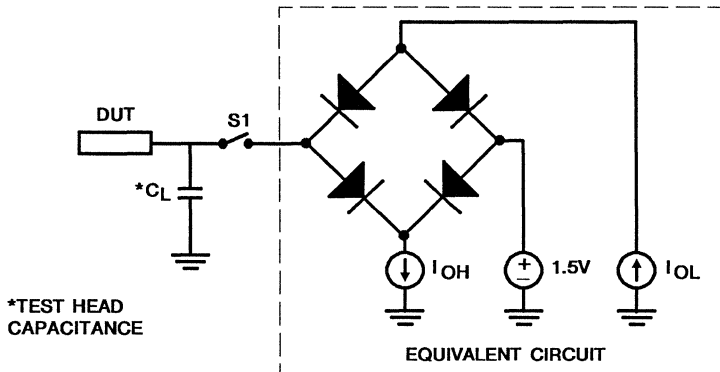 DUT
S1
*CL
IOH
+
−
1.5V
IOL
*TEST HEAD
CAPACITANCE
EQUIVALENT CIRCUIT